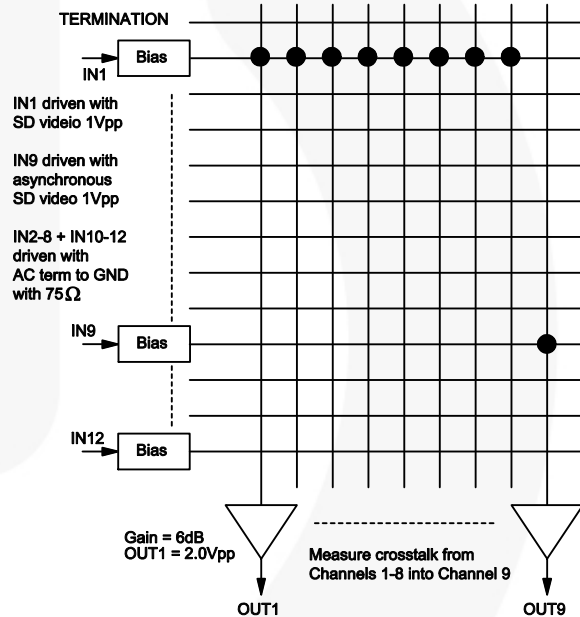 TERMINATION
Bias
IN1
IN1 driven with
SD videio 1Vpp
IN9 driven with
asynchronous
SD video 1Vpp
IN2-8 + IN10-12
driven with
AC term to GND
with 75Ω
IN9
Bias
IN12
Bias
Gain = 6dB
OUT1 = 2.0Vpp
Measure crosstalk from
Channels 1-8 into Channel 9
OUT1
OUT9